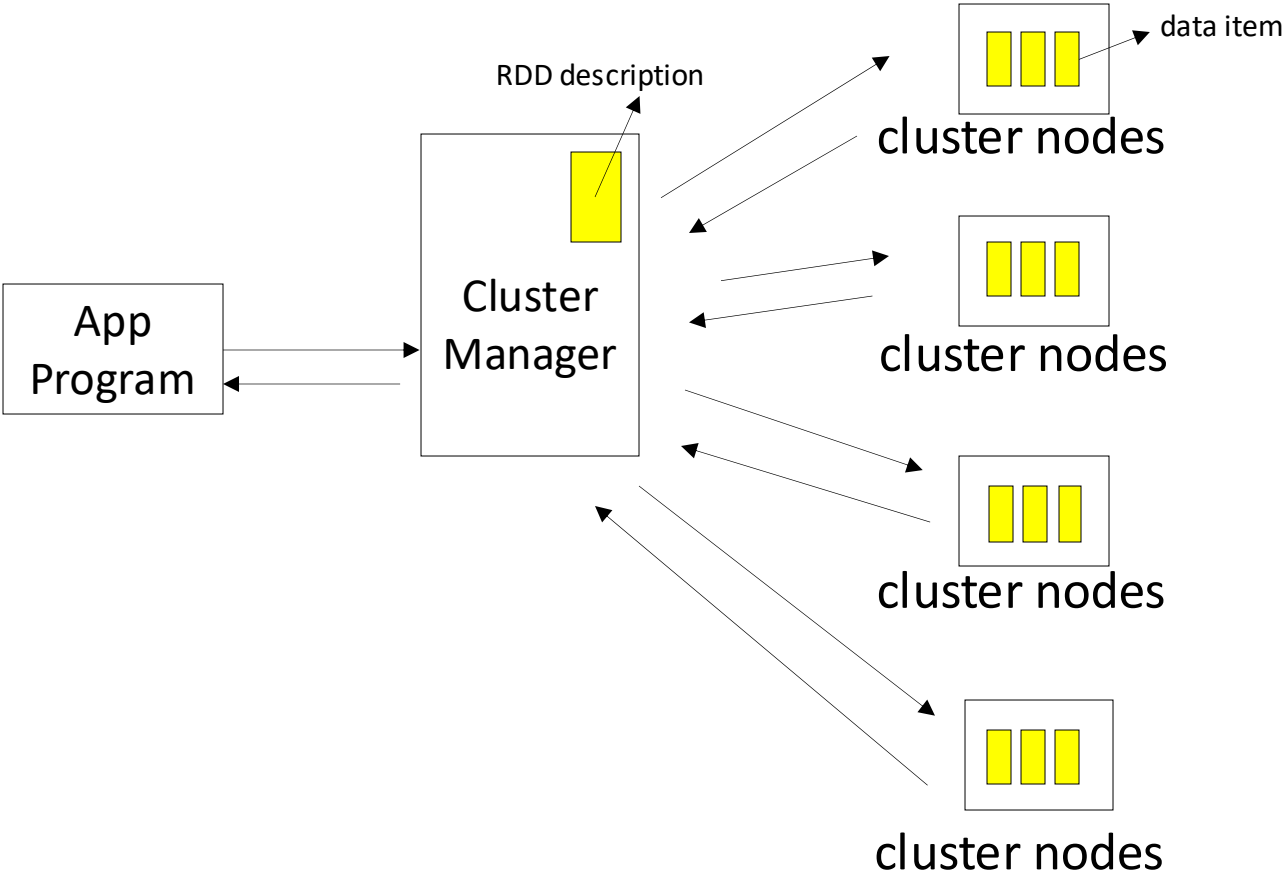 data item
RDD description
cluster nodes
Cluster
Manager
App
Program
cluster nodes
cluster nodes
cluster nodes